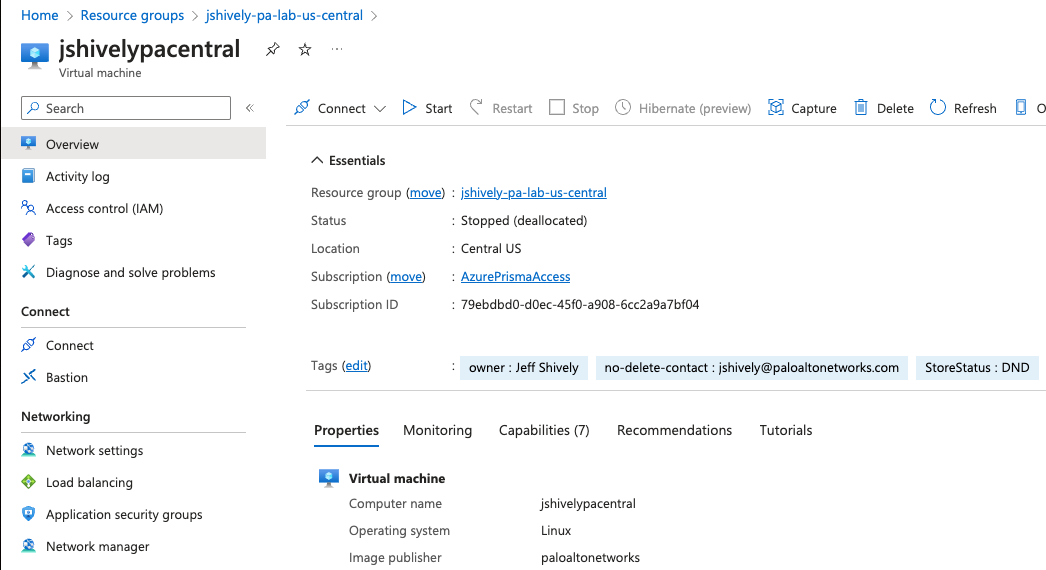 Home > Resource groups > jshively-pa-lab-us-central >
jshivelypacentral
Virtual machine
Search
Connect Start Restart Stop Hibernate (preview) Capture Delete Refresh O
Overview
Activity log
Access control (IAM)
Tags
Diagnose and solve problems
Connect
Connect
Bastion
Networking
Network settings
Load balancing
Application security groups
Network manager
Essentials
Resource group (move) : jshively-pa-lab-us-central
Status : Stopped (deallocated)
Location : Central US
Subscription (move) : AzurePrismaAccess
Subscription ID : 79ebdbd0-d0ec-45f0-a908-6cc2a9a7bf04
Tags (edit) : owner : Jeff Shively no-delete-contact : jshively@paloaltonetworks.com StoreStatus : DND
Properties Monitoring Capabilities (7) Recommendations Tutorials
Virtual machine
Computer name jshivelypacentral
Operating system Linux
Image publisher paloaltonetworks